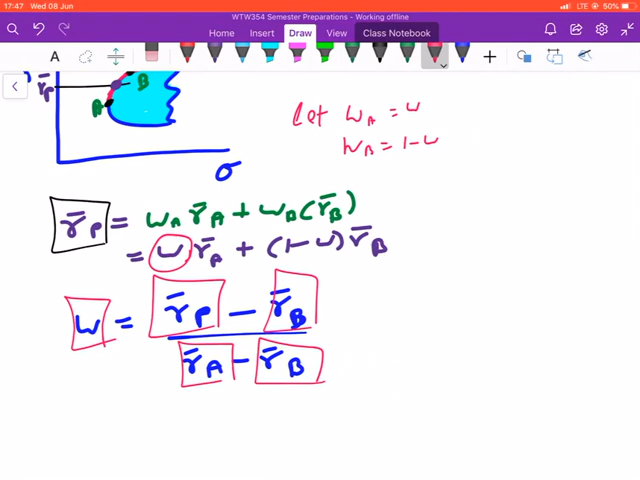 17:47 Wed 08 Jun WTW354 Semester Preparations - Working offline LTE 50%
Home Insert Draw View Class Notebook
r̄P B
A
σ
let wA = w
wB = 1-w
r̄P = wA r̄A + wB(r̄B)
= w r̄A + (1-w) r̄B
w = r̄P - r̄B
r̄A - r̄B